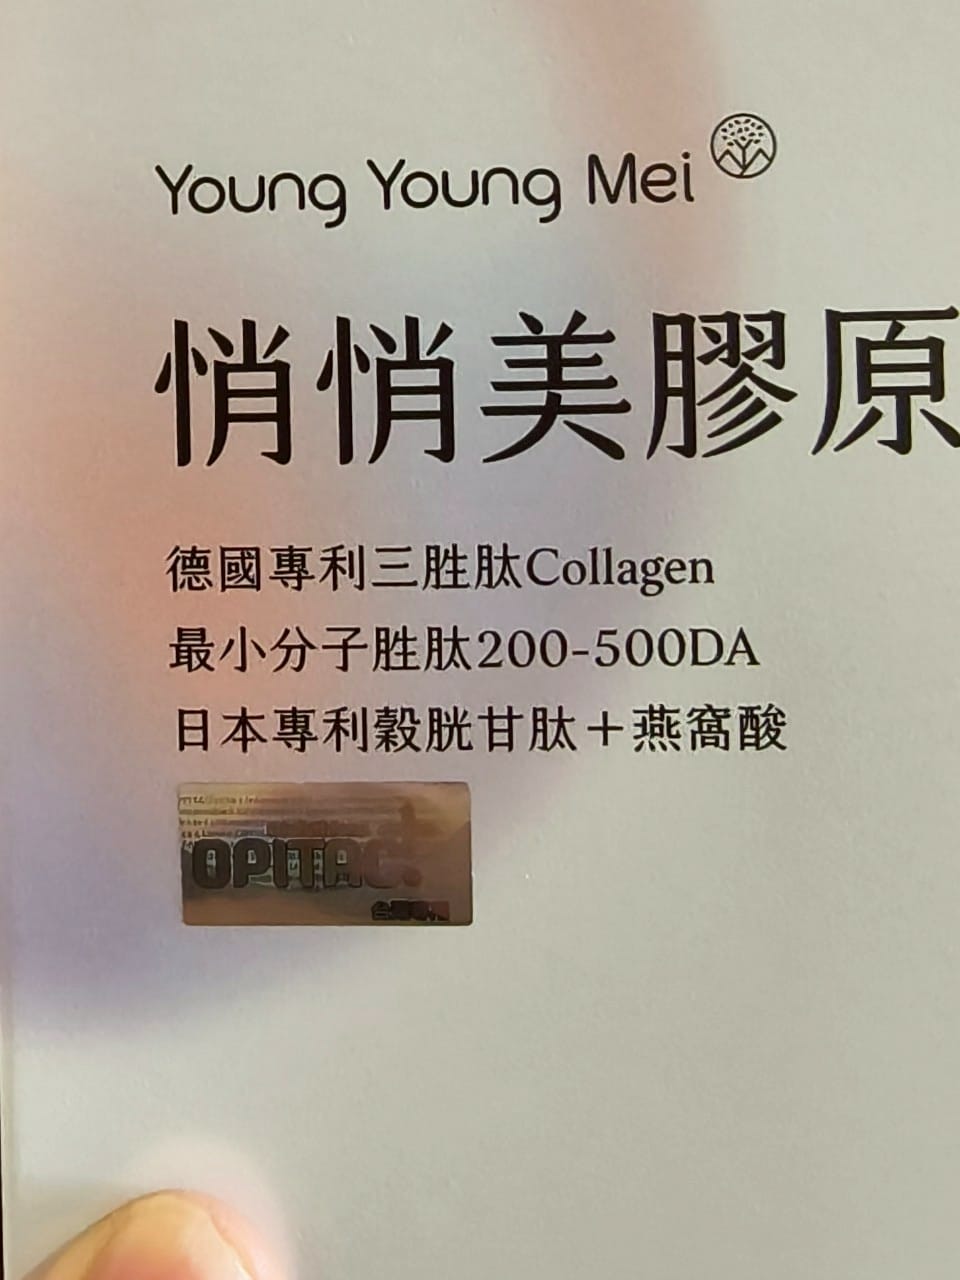 Young Young Mei
悄悄美膠原
德國專利三胜肽Collagen
最小分子胜肽200-500DA
日本專利穀胱甘肽＋燕窩酸
OPITAC